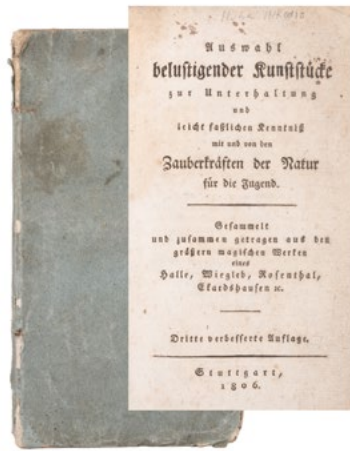 Auswahl
belustigender Kunststücke
zur Unterhaltung
und
leicht faßlichen Kenntniß
mit und von den
Zauberkräften der Natur
für die Jugend.
Gesammelt
und zusammen getragen aus den
größern magischen Werken
eines
Halle, Wiegleb, Rosenthal,
Eckardshausen ꝛc.
Dritte verbesserte Auflage.
Stuttgart,
1806.